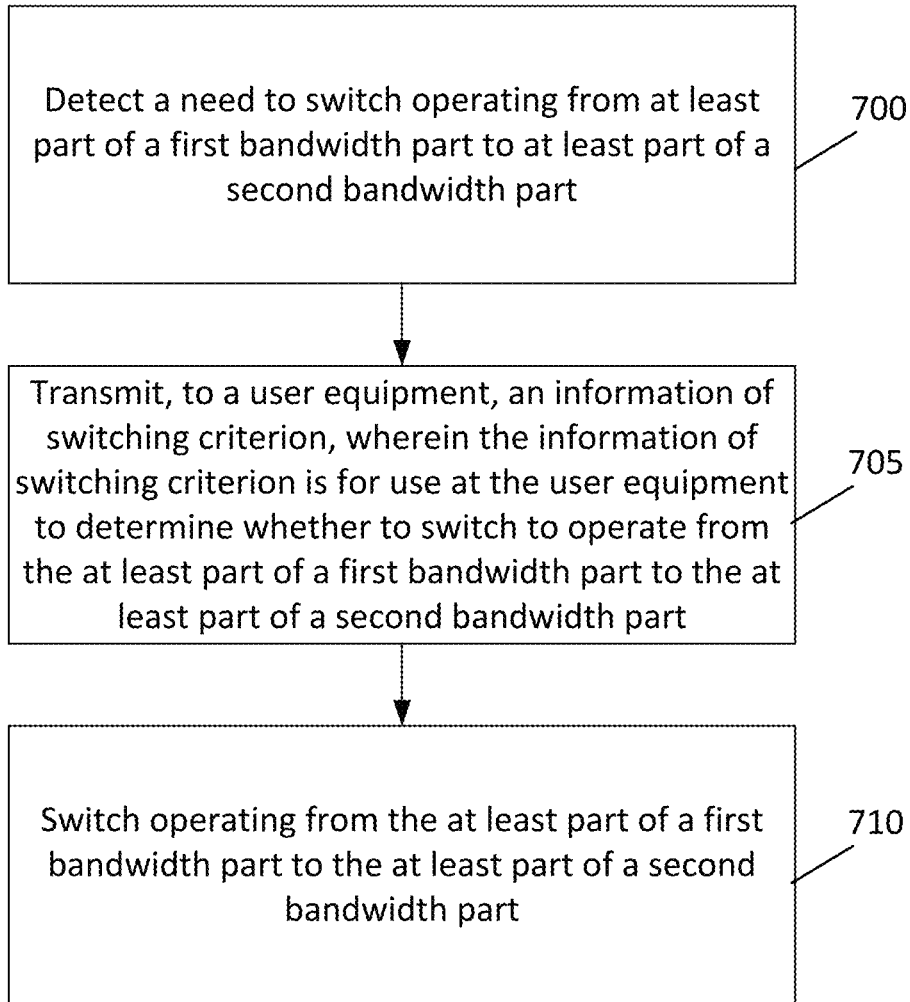 Detect a need to switch operating from at least
part of a first bandwidth part to at least part of a
second bandwidth part
700
Transmit, to a user equipment, an information of
switching criterion, wherein the information of
switching criterion is for use at the user equipment
to determine whether to switch to operate from
the at least part of a first bandwidth part to the at
least part of a second bandwidth part
705
Switch operating from the at least part of a first
bandwidth part to the at least part of a second
bandwidth part
710